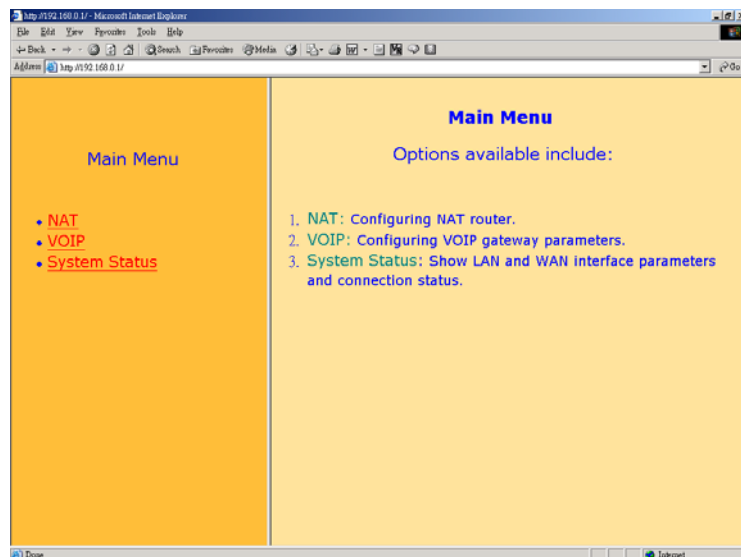 http://192.168.0.1/ - Microsoft Internet Explorer
File Edit View Favorites Tools Help
Back Search Favorites Media
Address http://192.168.0.1/ Go
Main Menu
• NAT
• VOIP
• System Status
Main Menu
Options available include:
1. NAT: Configuring NAT router.
2. VOIP: Configuring VOIP gateway parameters.
3. System Status: Show LAN and WAN interface parameters
and connection status.
Done Internet